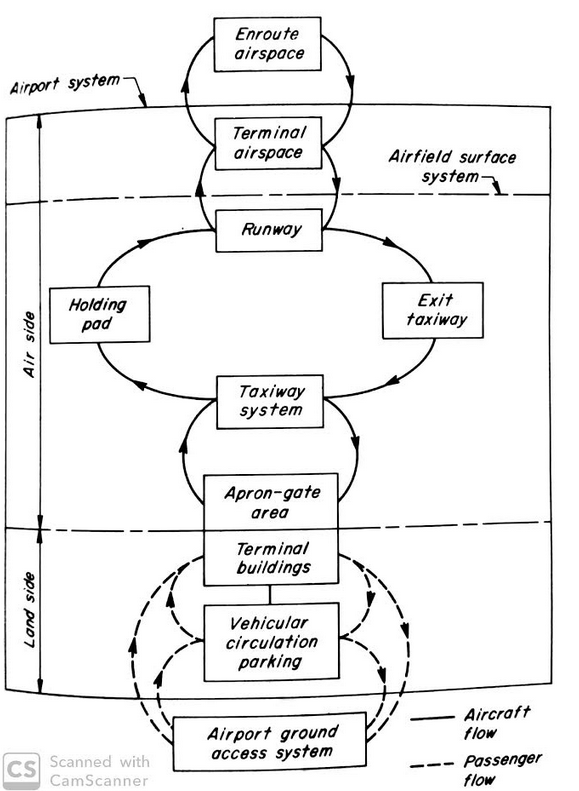 Enroute
airspace
Airport system
Terminal
airspace
Airfield surface
system
Runway
Holding
pad
Exit
taxiway
Air side
Taxiway
system
Apron-gate
area
Terminal
buildings
Land side
Vehicular
circulation
parking
Airport ground
access system
Aircraft
flow
Passenger
flow
CS Scanned with
CamScanner